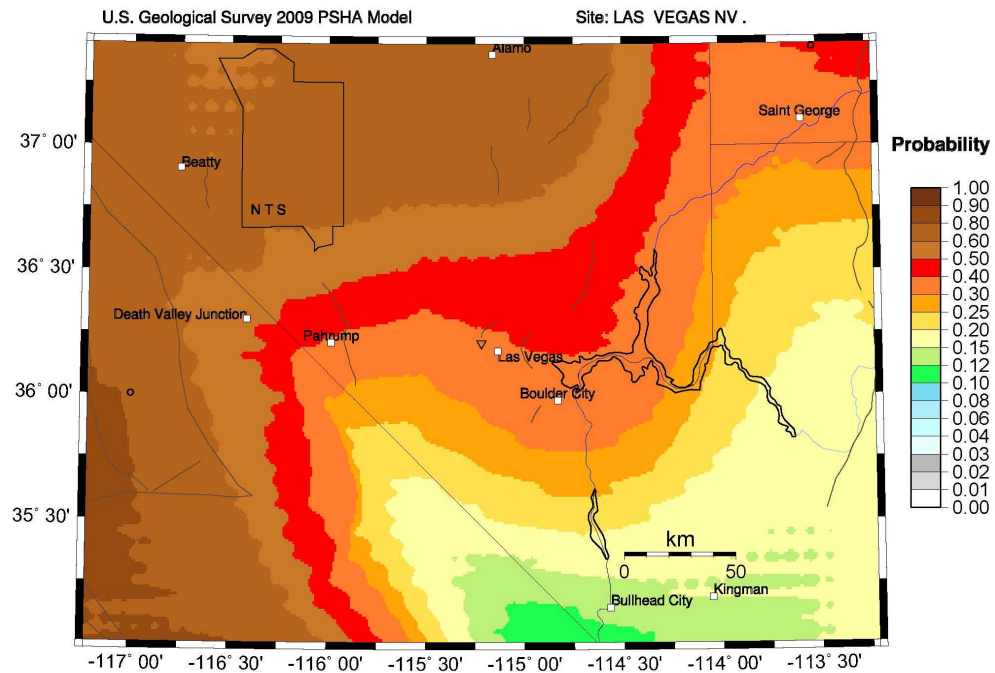 U.S. Geological Survey 2009 PSHA Model
Site: LAS VEGAS NV .
Alamo
Saint George
37° 00'
Probability
Beatty
1.00
0.90
0.80
0.60
0.50
0.40
0.30
0.25
0.20
0.15
0.12
0.10
0.08
0.06
0.04
0.03
0.02
0.01
0.00
N T S
36° 30'
Death Valley Junction
Pahrump
Las Vegas
36° 00'
Boulder City
35° 30'
km
0 50
Kingman
Bullhead City
-117° 00' -116° 30' -116° 00' -115° 30' -115° 00' -114° 30' -114° 00' -113° 30'